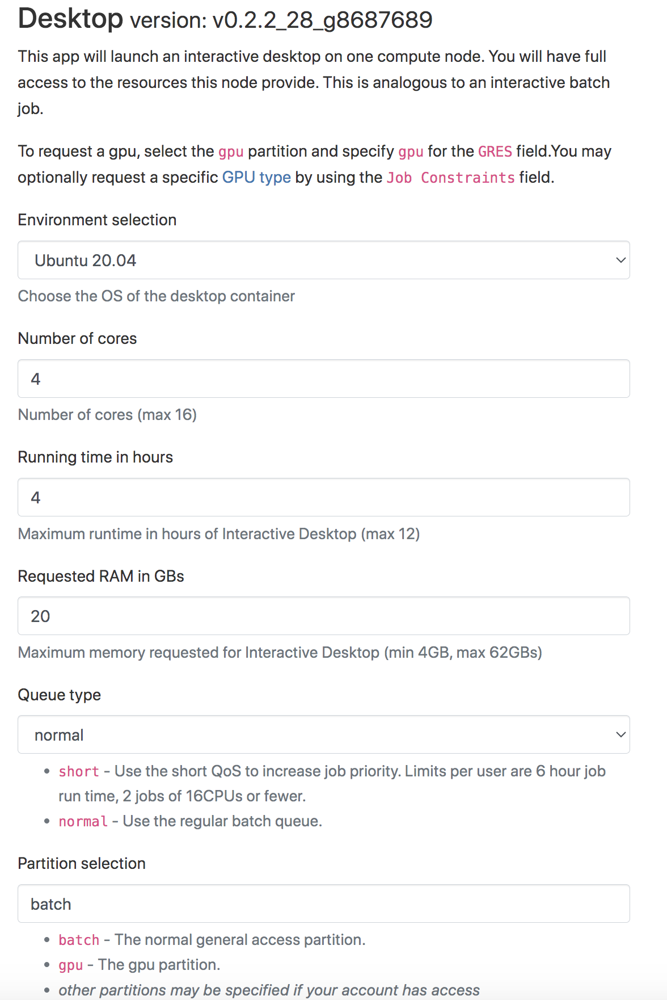 Desktop version: v0.2.2_28_g8687689
This app will launch an interactive desktop on one compute node. You will have full
access to the resources this node provide. This is analogous to an interactive batch
job.
To request a gpu, select the gpu partition and specify gpu for the GRES field.You may
optionally request a specific GPU type by using the Job Constraints field.
Environment selection
Ubuntu 20.04
Choose the OS of the desktop container
Number of cores
4
Number of cores (max 16)
Running time in hours
4
Maximum runtime in hours of Interactive Desktop (max 12)
Requested RAM in GBs
20
Maximum memory requested for Interactive Desktop (min 4GB, max 62GBs)
Queue type
normal
• short - Use the short QoS to increase job priority. Limits per user are 6 hour job
run time, 2 jobs of 16CPUs or fewer.
• normal - Use the regular batch queue.
Partition selection
batch
• batch - The normal general access partition.
• gpu - The gpu partition.
• other partitions may be specified if your account has access